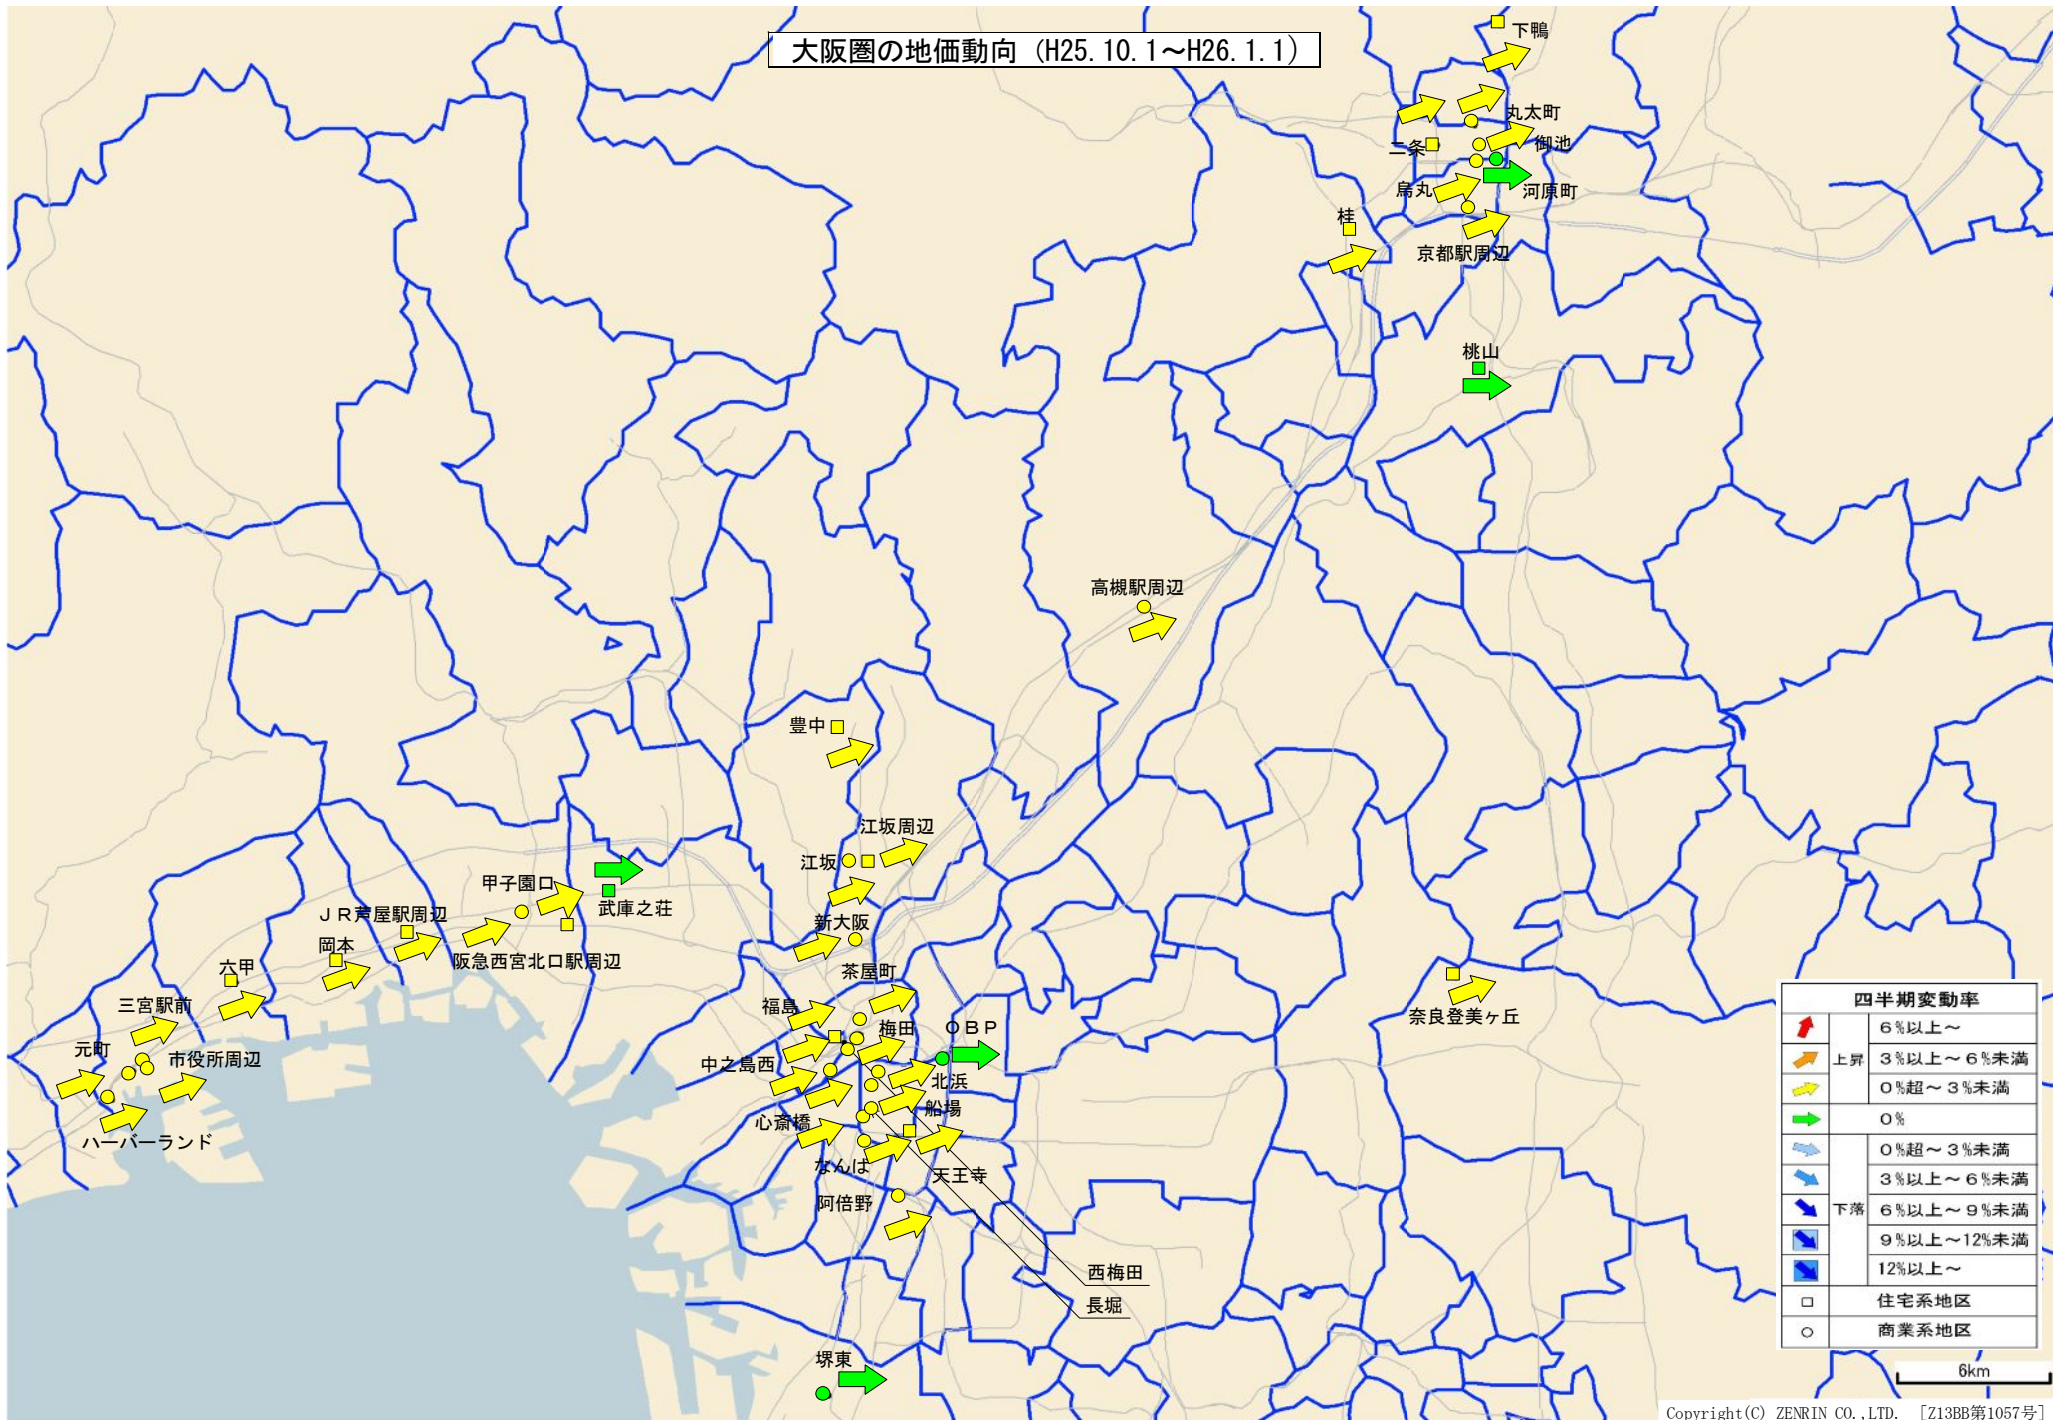 大阪圏の地価動向（H25.10.1～H26.1.1）
下鴨
丸太町
二条
御池
烏丸
河原町
桂
京都駅周辺
桃山
高槻駅周辺
豊中
江坂周辺
江坂
甲子園口
武庫之荘
ＪＲ芦屋駅周辺
新大阪
岡本
阪急西宮北口駅周辺
六甲
茶屋町
三宮駅前
福島
梅田
ＯＢＰ
奈良登美ヶ丘
元町
市役所周辺
中之島西
北浜
船場
ハーバーランド
心斎橋
なんば
天王寺
阿倍野
西梅田
長堀
堺東
四半期変動率
上昇
6%以上～
3%以上～6%未満
0%超～3%未満
0%
下落
0%超～3%未満
3%以上～6%未満
6%以上～9%未満
9%以上～12%未満
12%以上～
住宅系地区
商業系地区
6km
Copyright(C) ZENRIN CO.,LTD. [Z13BB第1057号]